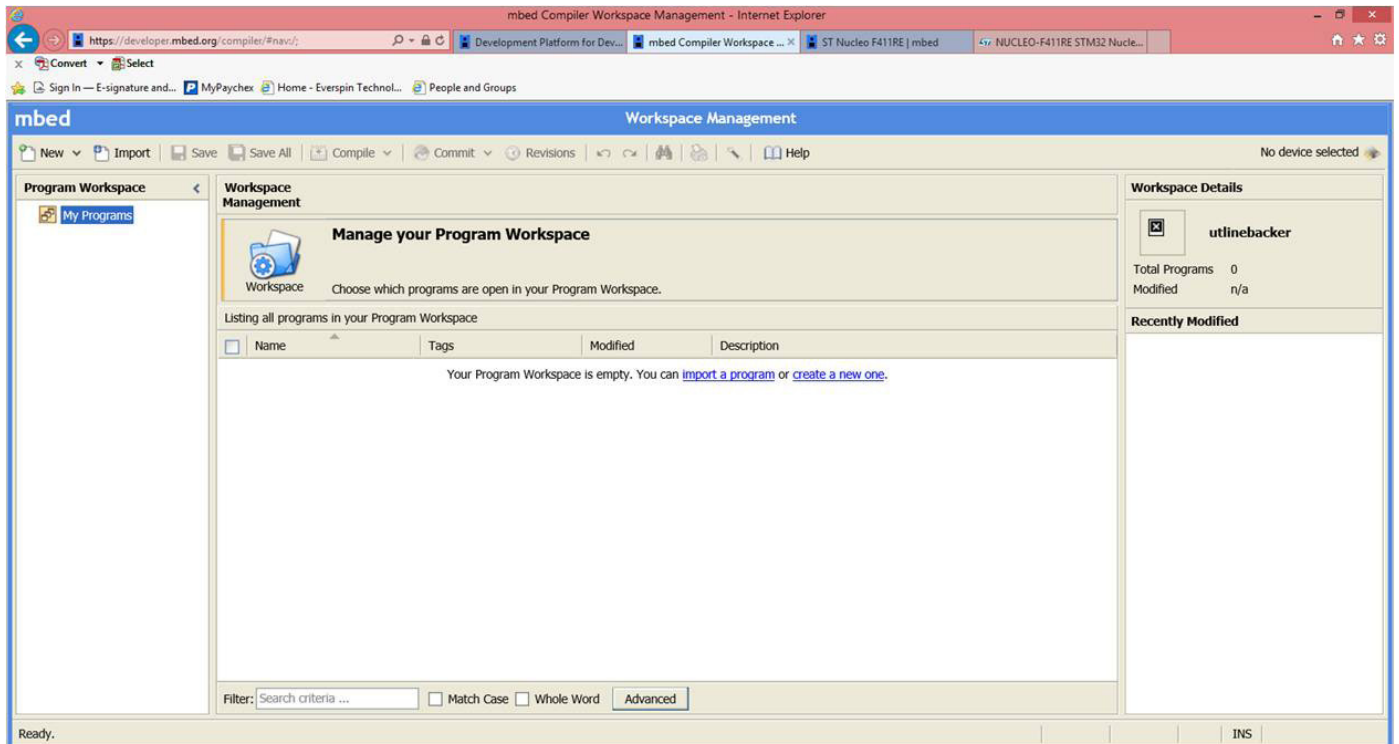 mbed Compiler Workspace Management - Internet Explorer
https://developer.mbed.org/compiler/#nav:/;
Development Platform for Dev...
mbed Compiler Workspace ...
ST Nucleo F411RE | mbed
NUCLEO-F411RE STM32 Nucle...
x Convert Select
Sign In — E-signature and... MyPaychex Home - Everspin Technol... People and Groups
mbed Workspace Management
New Import Save Save All Compile Commit Revisions Help No device selected
Program Workspace
My Programs
Workspace
Management
Manage your Program Workspace
Workspace
Choose which programs are open in your Program Workspace.
Listing all programs in your Program Workspace
Name Tags Modified Description
Your Program Workspace is empty. You can import a program or create a new one.
Filter: Search criteria ... Match Case Whole Word Advanced
Workspace Details
utlinebacker
Total Programs 0
Modified n/a
Recently Modified
Ready. INS